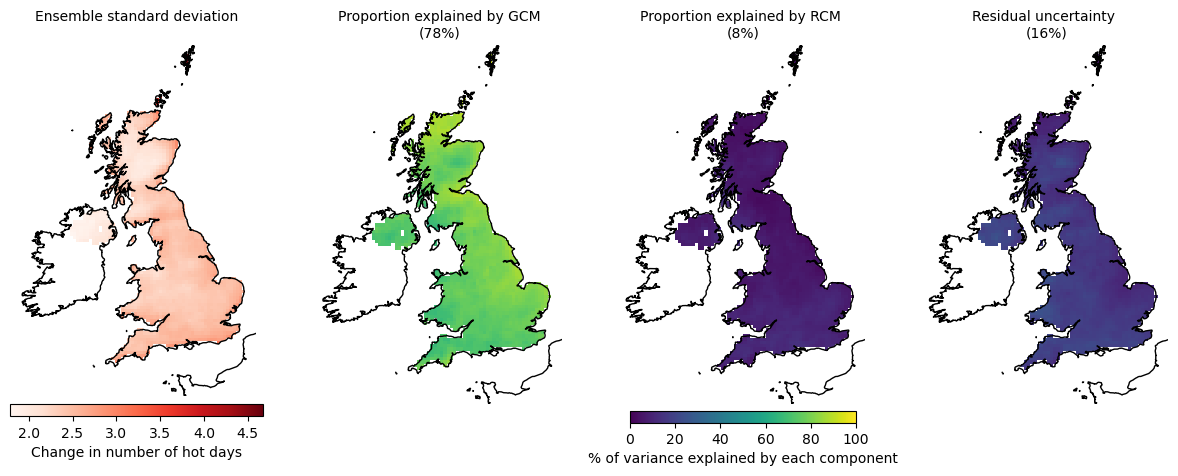 Ensemble standard deviation
Proportion explained by GCM
(78%)
Proportion explained by RCM
(8%)
Residual uncertainty
(16%)
2.0 2.5 3.0 3.5 4.0 4.5
Change in number of hot days
0 20 40 60 80 100
% of variance explained by each component